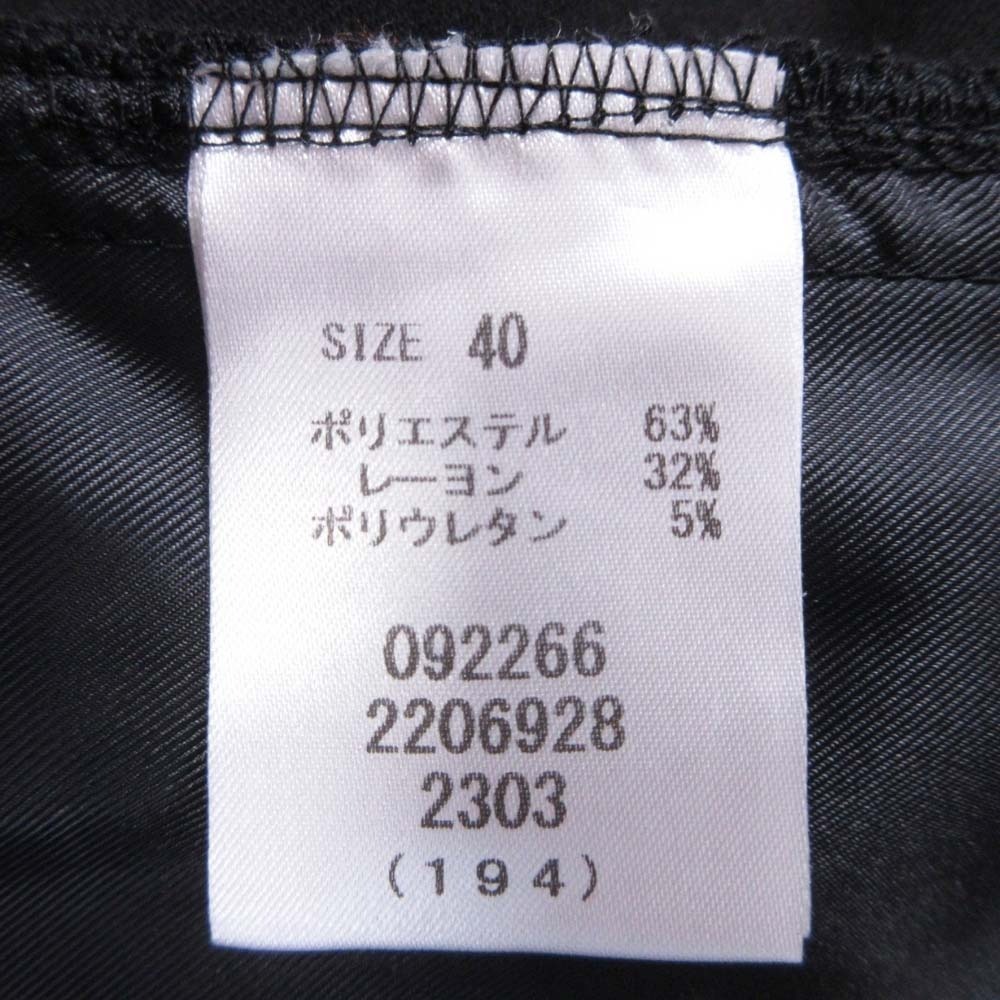 SIZE 40
ポリエステル 63%
レーヨン 32%
ポリウレタン 5%
092266
2206928
2303
(194)